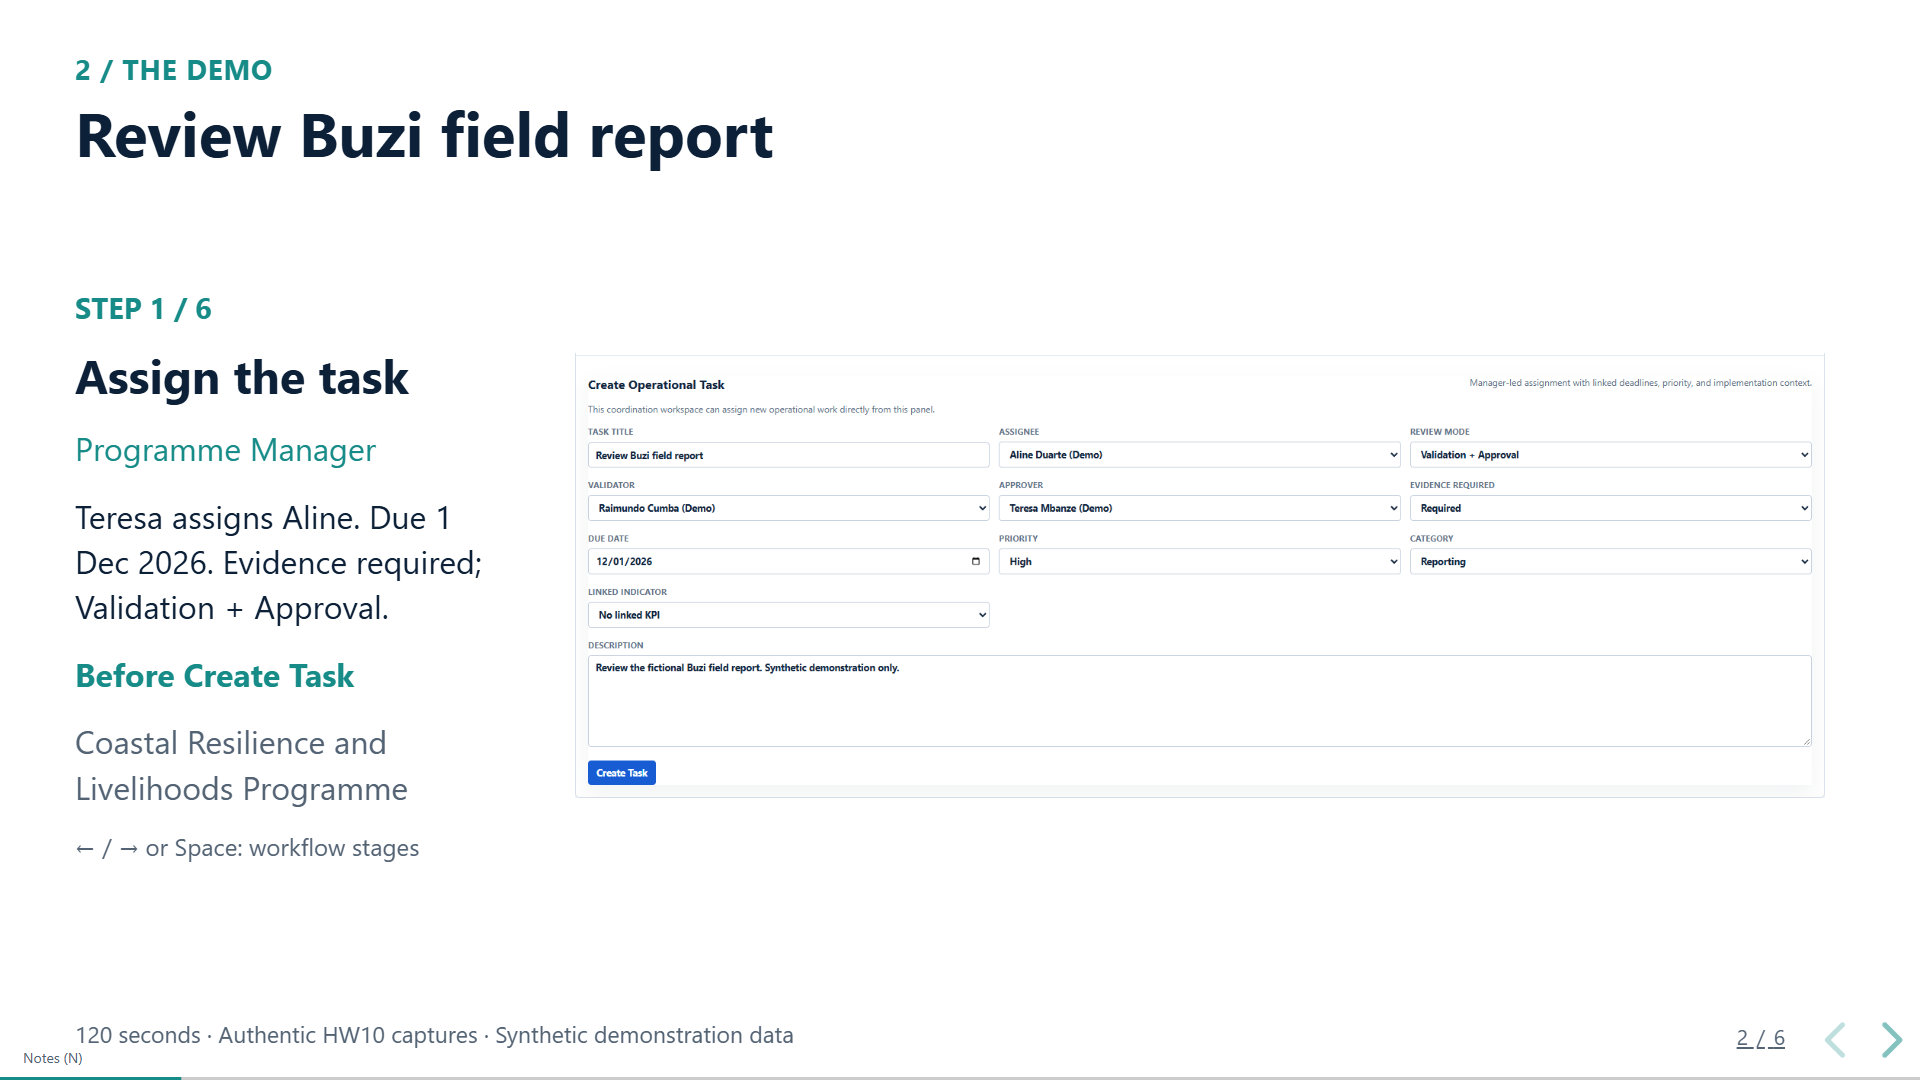 2 / THE DEMO
Review Buzi field report
STEP 1 / 6
Assign the task
Programme Manager
Teresa assigns Aline. Due 1
Dec 2026. Evidence required;
Validation + Approval.
Before Create Task
Coastal Resilience and
Livelihoods Programme
← / → or Space: workflow stages
Create Operational Task
Manager-led assignment with linked deadlines, priority, and implementation context.
This coordination workspace can assign new operational work directly from this panel.
TASK TITLE
Review Buzi field report
ASSIGNEE
Aline Duarte (Demo)
REVIEW MODE
Validation + Approval
VALIDATOR
Raimundo Cumba (Demo)
APPROVER
Teresa Mbanze (Demo)
EVIDENCE REQUIRED
Required
DUE DATE
12/01/2026
PRIORITY
High
CATEGORY
Reporting
LINKED INDICATOR
No linked KPI
DESCRIPTION
Review the fictional Buzi field report. Synthetic demonstration only.
Create Task
120 seconds · Authentic HW10 captures · Synthetic demonstration data
Notes (N)
2 / 6